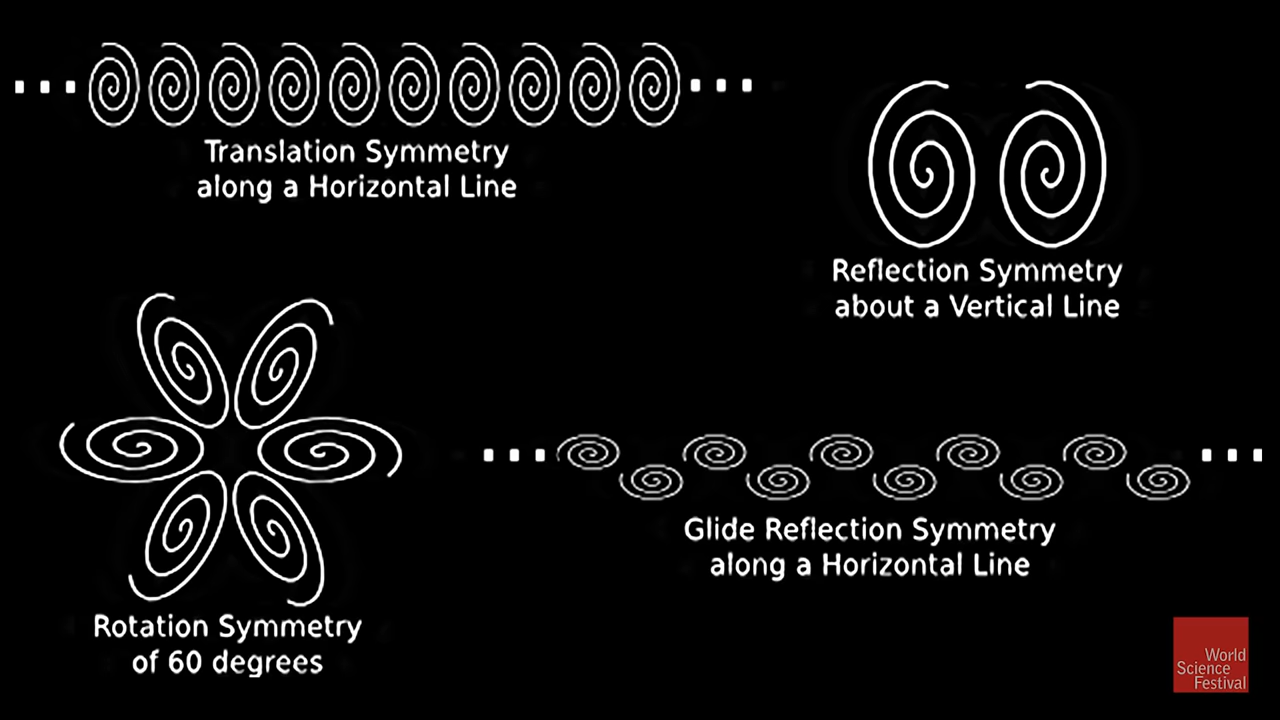 Translation Symmetry
along a Horizontal Line
Reflection Symmetry
about a Vertical Line
Rotation Symmetry
of 60 degrees
Glide Reflection Symmetry
along a Horizontal Line
World
Science
Festival